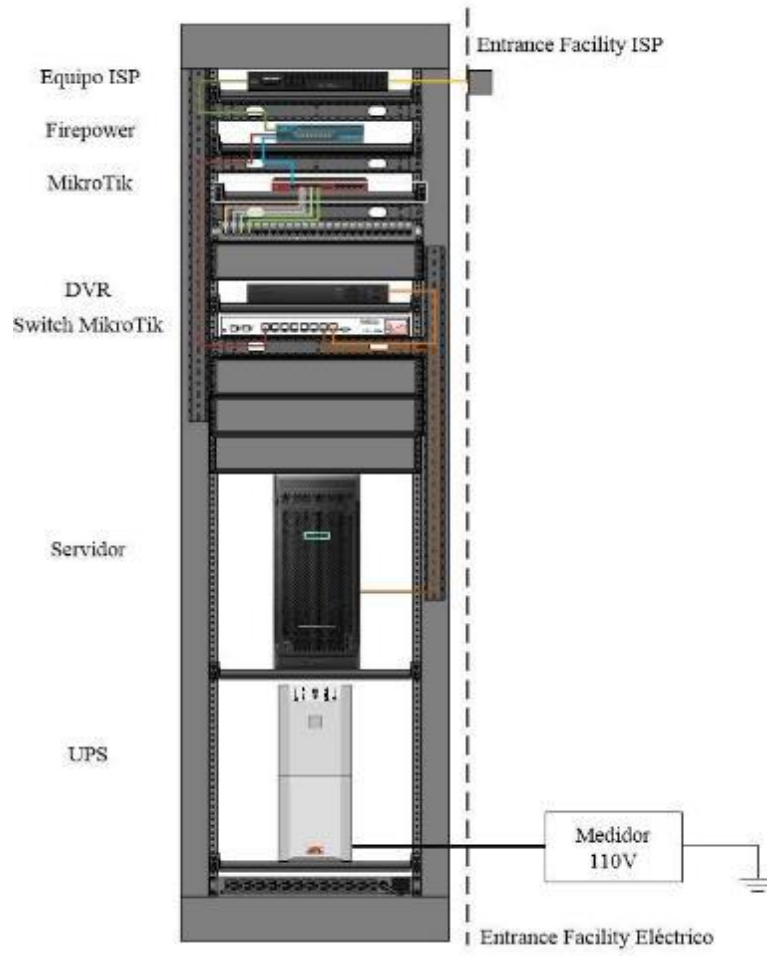 Entrance Facility ISP
Equipo ISP
Firepower
MikroTik
DVR
Switch MikroTik
Servidor
UPS
Medidor
110V
Entrance Facility Eléctrico